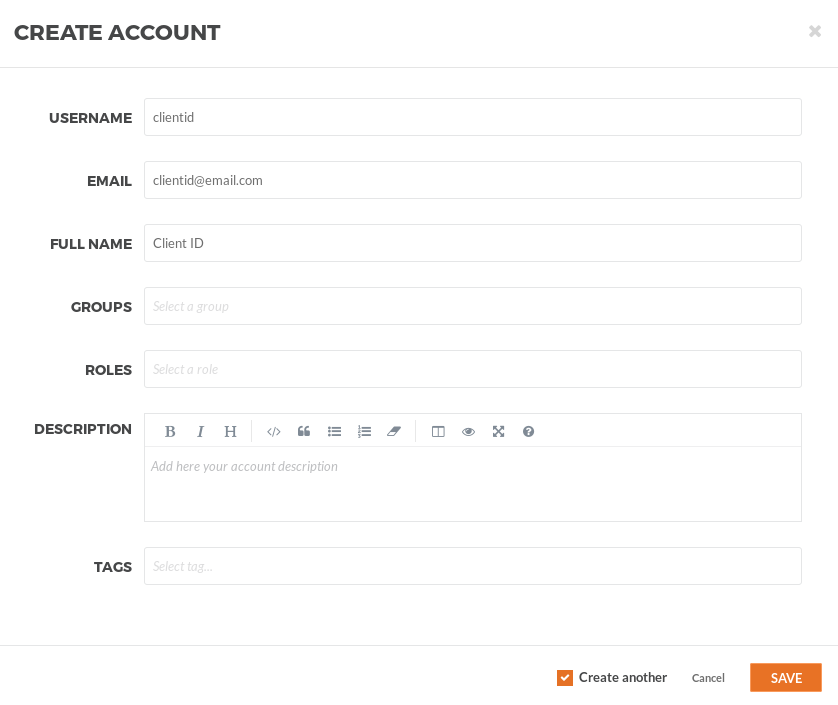 CREATE ACCOUNT
USERNAME clientid
EMAIL clientid@email.com
FULL NAME Client ID
GROUPS Select a group
ROLES Select a role
DESCRIPTION B I H
Add here your account description
TAGS Select tag...
Create another Cancel SAVE